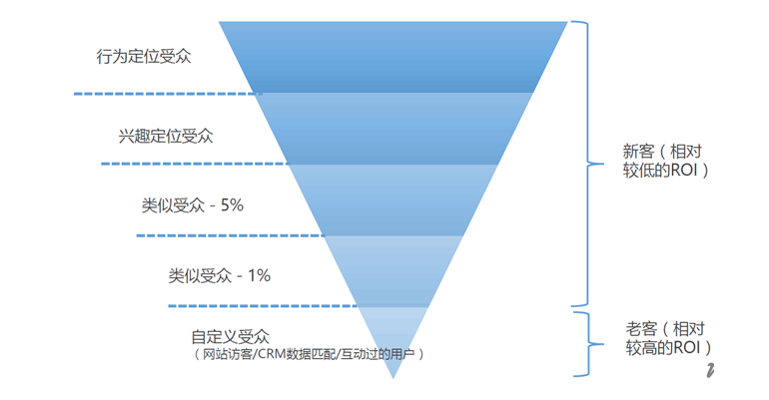 行为定位受众
兴趣定位受众
类似受众 - 5%
类似受众 - 1%
自定义受众
（网站访客/CRM数据匹配/互动过的用户）
新客（相对
较低的ROI）
老客（相对
较高的ROI）